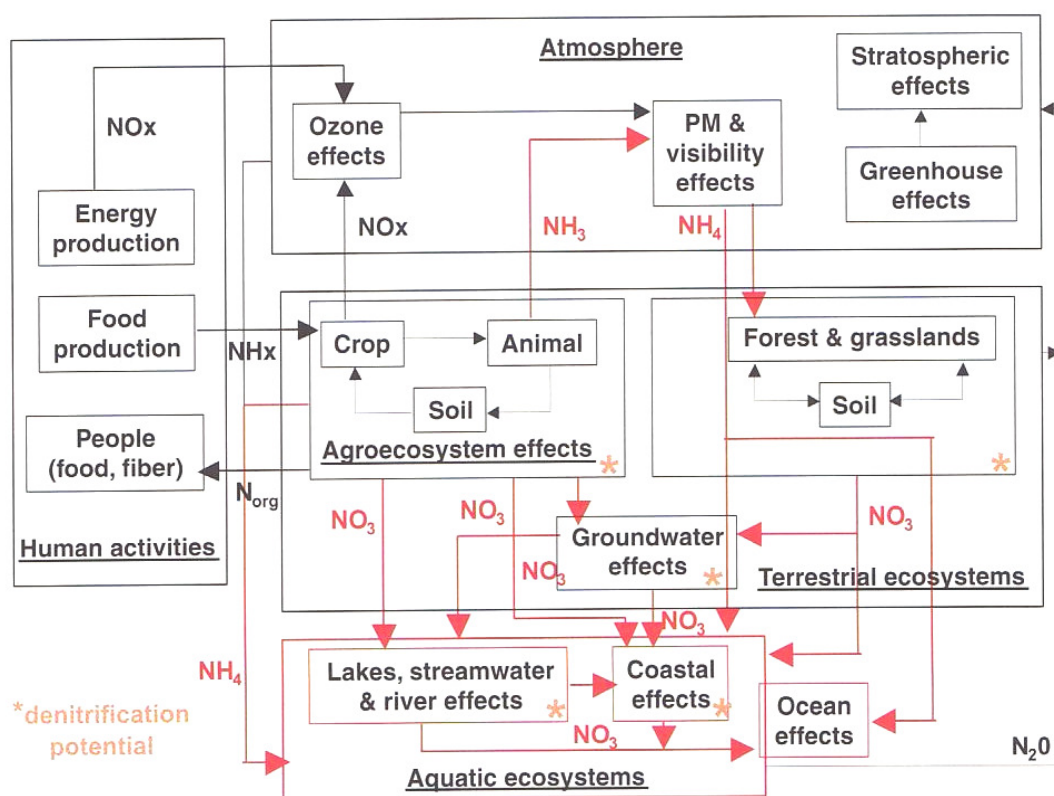 Atmosphere
Stratospheric
effects
NOx
Ozone
effects
PM &
visibility
effects
Greenhouse
effects
Energy
production
NOx
NH3
NH4
Food
production
NHx
Crop
Animal
Soil
Forest & grasslands
Soil
People
(food, fiber)
Agroecosystem effects
*
*
Norg
NO3
NO3
NO3
Human activities
Groundwater
effects
*
NO3
Terrestrial ecosystems
NO3
NH4
Lakes, streamwater
& river effects
*
Coastal
effects
*
*denitrification
potential
NO3
Ocean
effects
N20
Aquatic ecosystems